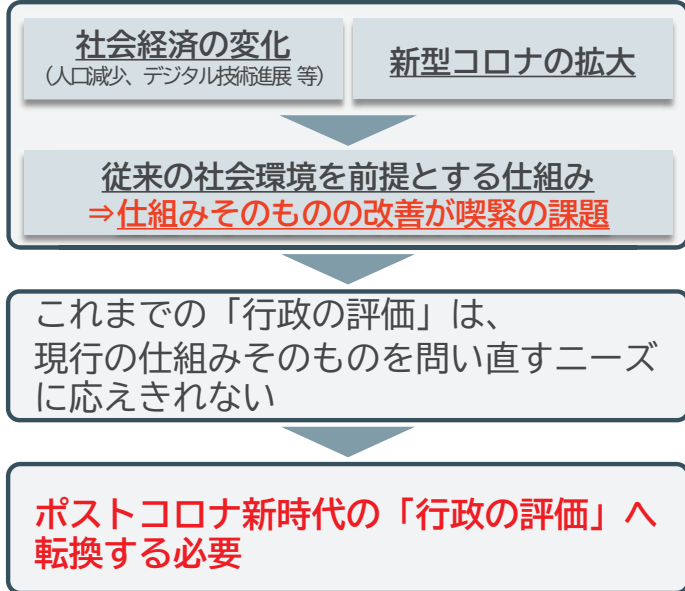 社会経済の変化
（人口減少、デジタル技術進展 等）
新型コロナの拡大
従来の社会環境を前提とする仕組み
⇒仕組みそのものの改善が喫緊の課題
これまでの「行政の評価」は、
現行の仕組みそのものを問い直すニーズ
に応えきれない
ポストコロナ新時代の「行政の評価」へ
転換する必要